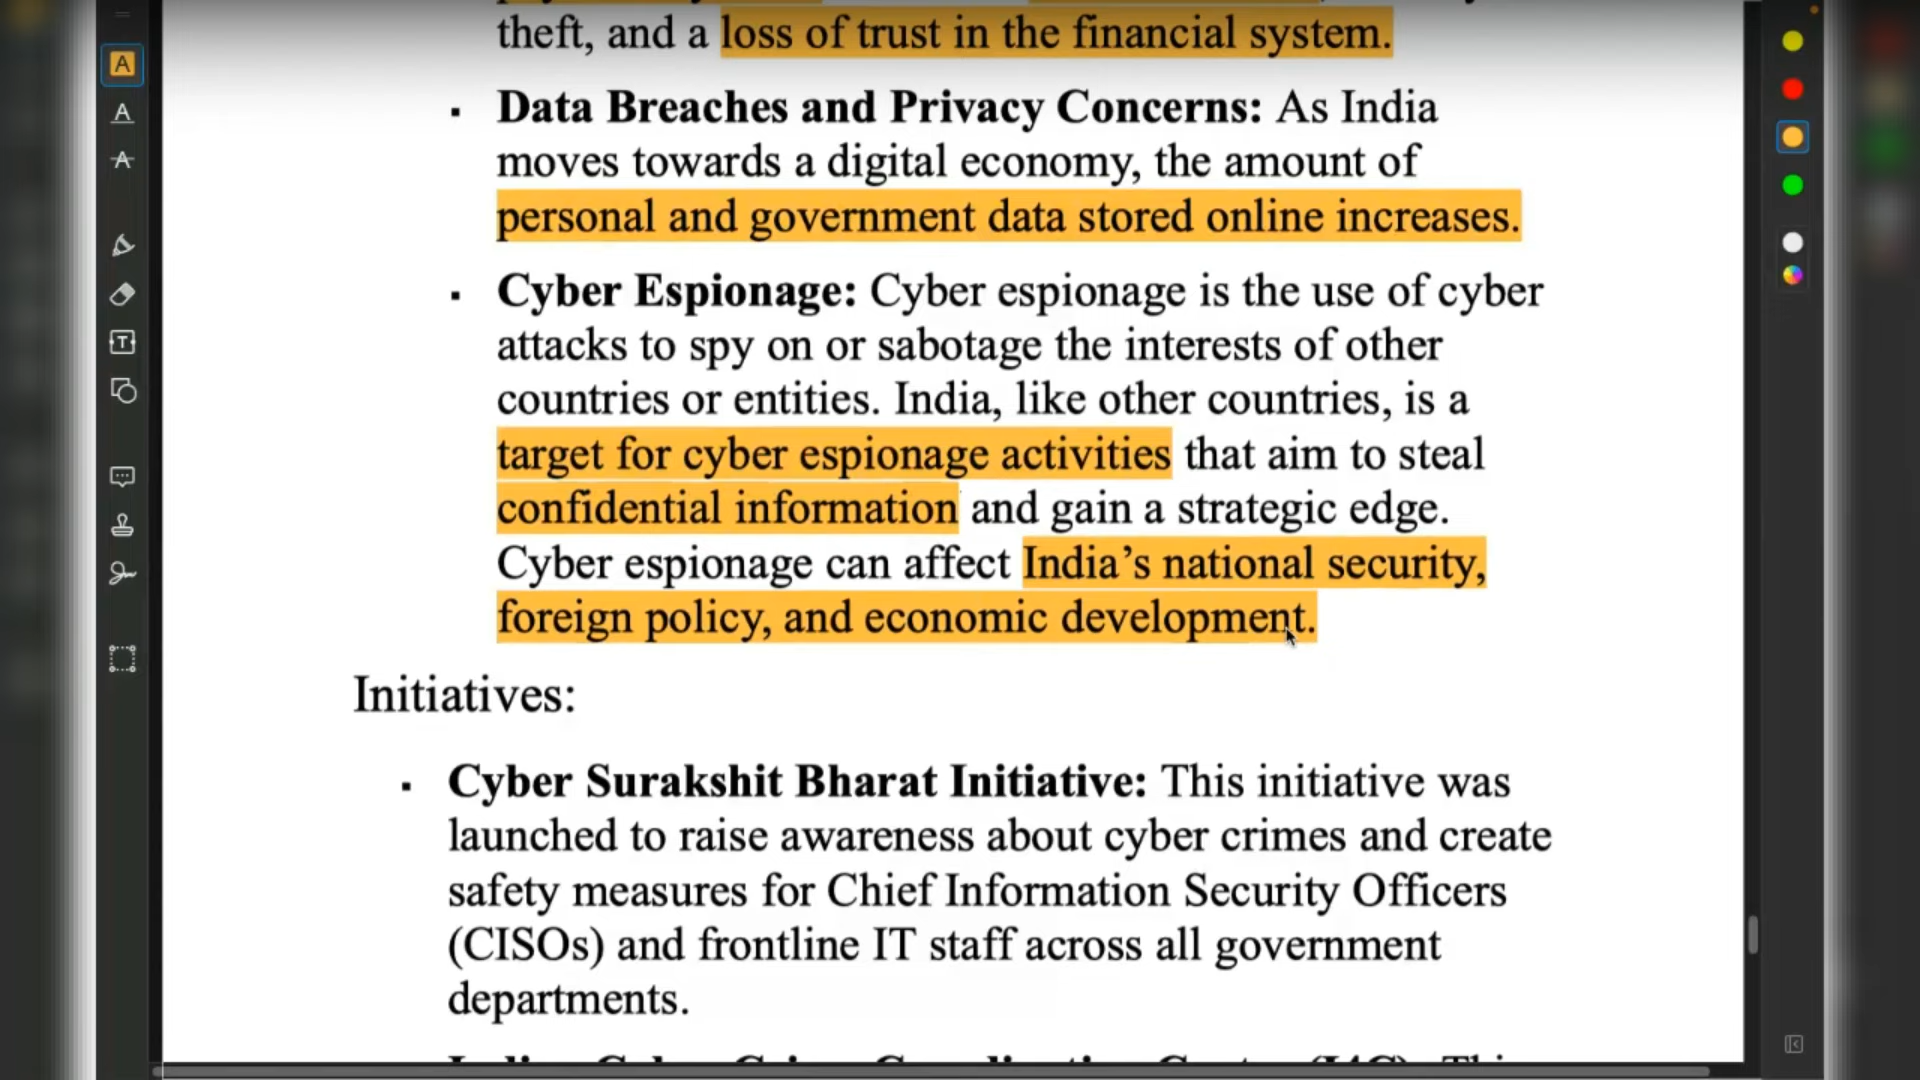 theft, and a loss of trust in the financial system.
▪ Data Breaches and Privacy Concerns: As India
moves towards a digital economy, the amount of
personal and government data stored online increases.
▪ Cyber Espionage: Cyber espionage is the use of cyber
attacks to spy on or sabotage the interests of other
countries or entities. India, like other countries, is a
target for cyber espionage activities that aim to steal
confidential information and gain a strategic edge.
Cyber espionage can affect India’s national security,
foreign policy, and economic development.
Initiatives:
▪ Cyber Surakshit Bharat Initiative: This initiative was
launched to raise awareness about cyber crimes and create
safety measures for Chief Information Security Officers
(CISOs) and frontline IT staff across all government
departments.